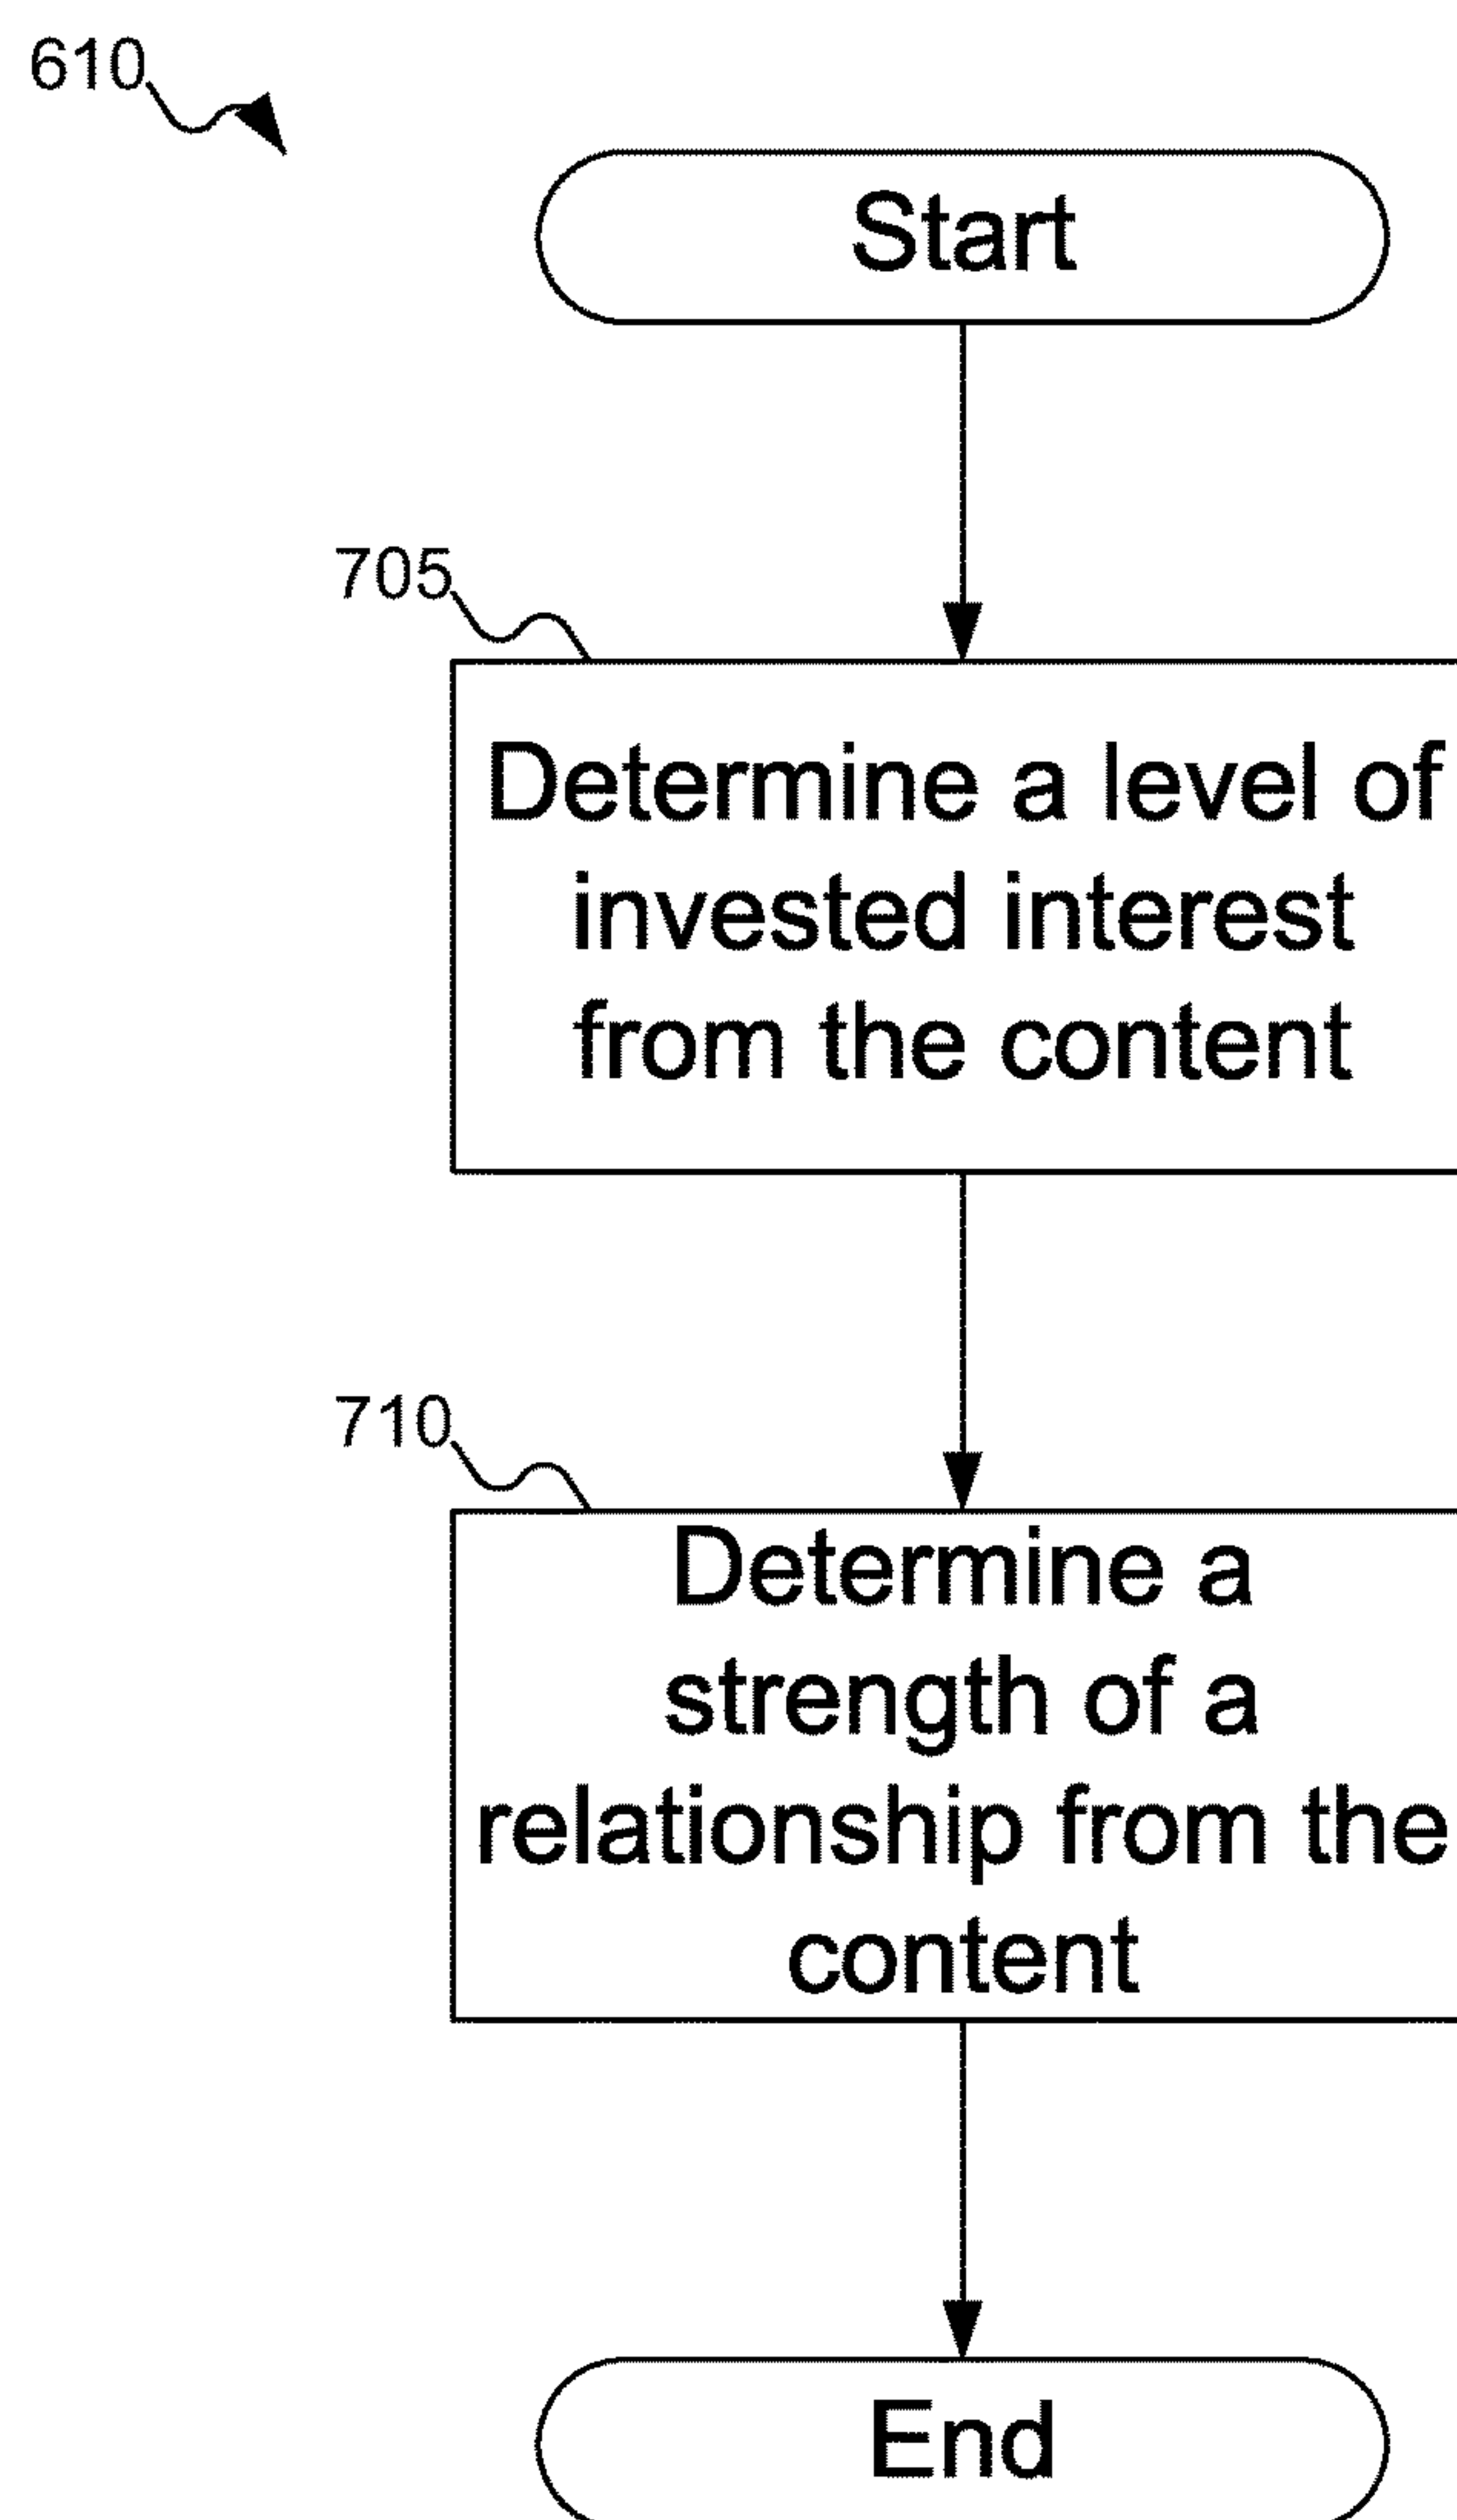 610
Start
705
Determine a level of
invested interest
from the content
710
Determine a
strength of a
relationship from the
content
End